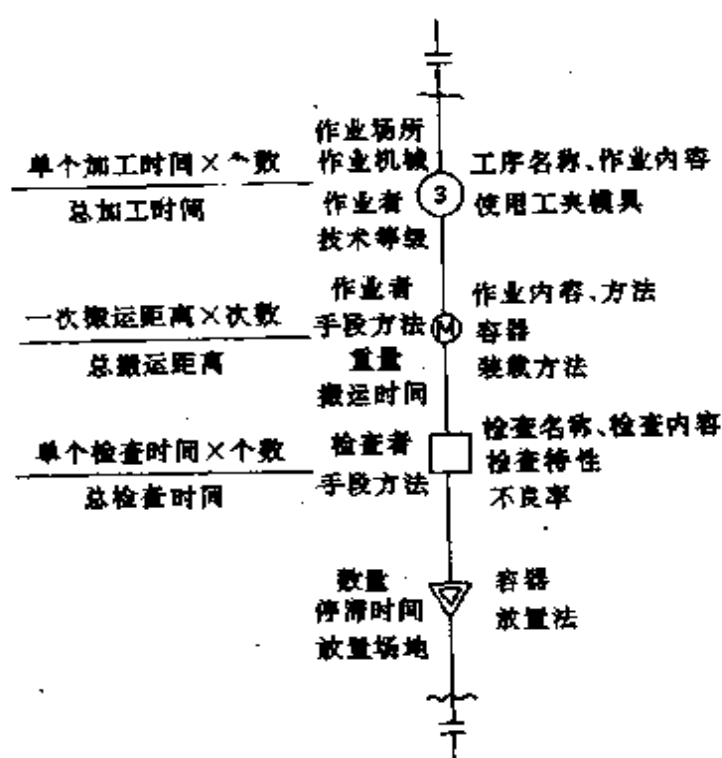 作业场所
单个加工时间×个数
作业机械
工序名称、作业内容
总加工时间
作业者
3
使用工夹模具
技术等级
作业者
作业内容、方法
一次搬运距离×次数
手段方法
M
容器
总搬运距离
重量
装载方法
搬运时间
单个检查时间×个数
检查者
检查名称、检查内容
检查特性
总检查时间
手段方法
不良率
数量
容器
停滞时间
放置法
放置场地